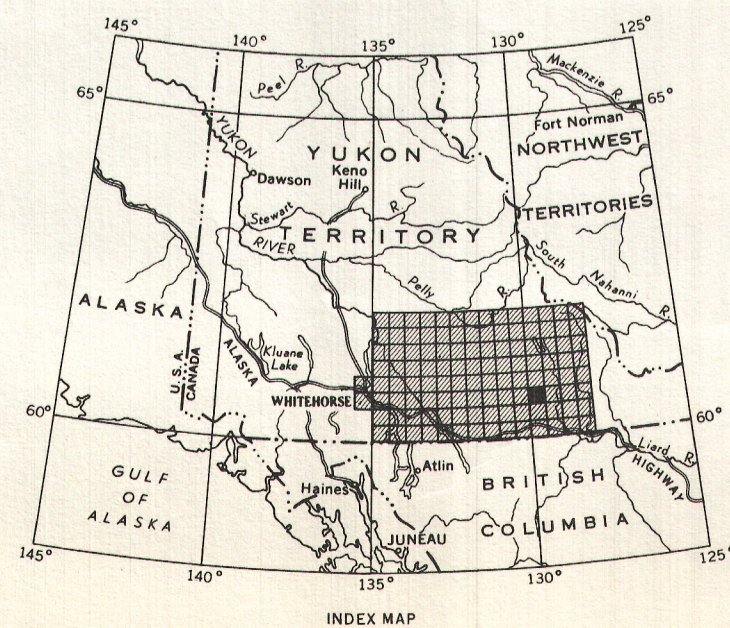 145°
140°
135°
130°
125°
Peel R.
Mackenzie R.
65°
65°
Fort Norman
YUKON
YUKON
NORTHWEST
Keno
Hill
Dawson
Stewart R.
TERRITORIES
TERRITORY
RIVER
South Nahanni R.
Pelly R.
ALASKA
U.S.A.
CANADA
ALASKA
Kluane
Lake
WHITEHORSE
60°
60°
Liard R.
HIGHWAY
Atlin
BRITISH
GULF
OF
ALASKA
Haines
COLUMBIA
JUNEAU
145°
140°
135°
130°
125°
INDEX MAP